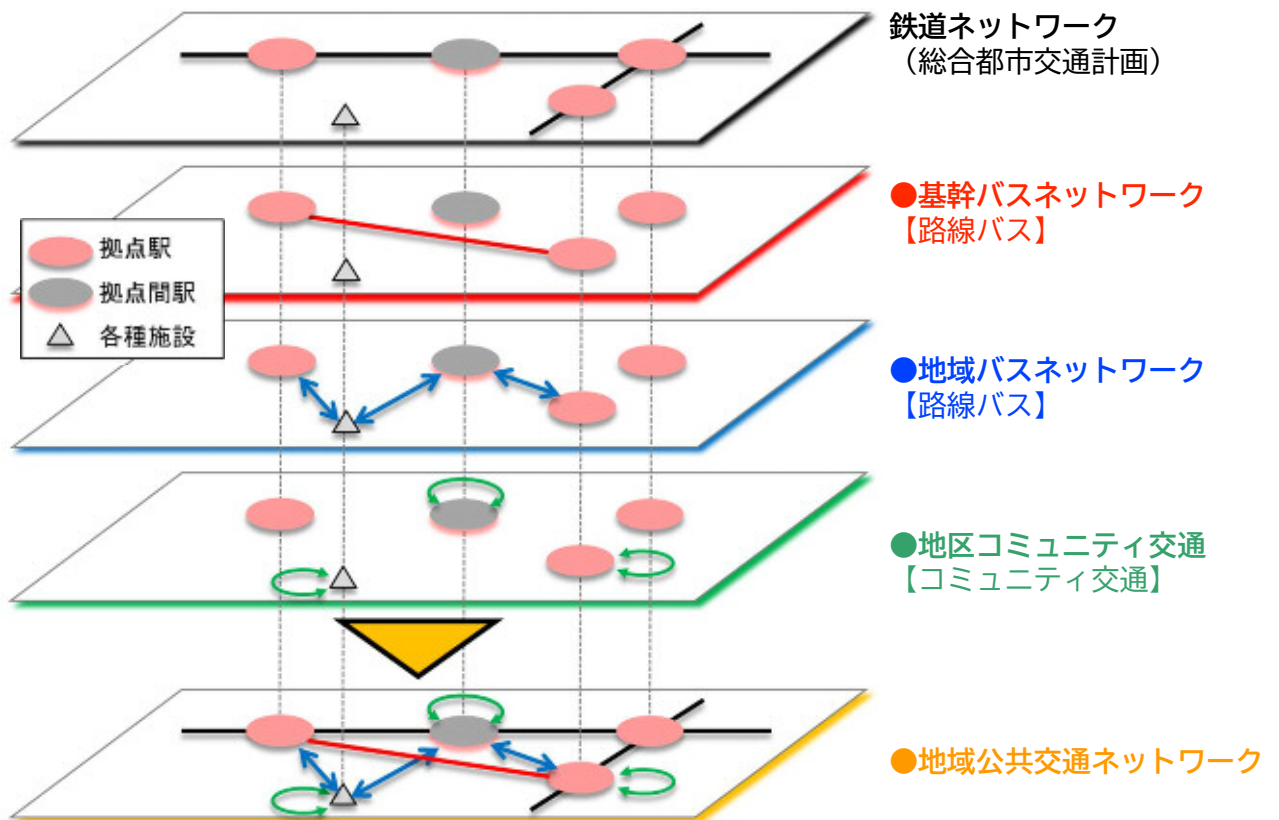 鉄道ネットワーク
（総合都市交通計画）
●基幹バスネットワーク
【路線バス】
拠点駅
拠点間駅
各種施設
●地域バスネットワーク
【路線バス】
●地区コミュニティ交通
【コミュニティ交通】
●地域公共交通ネットワーク